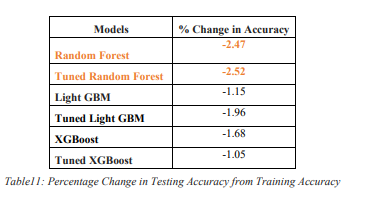 Models % Change in Accuracy
Random Forest -2.47
Tuned Random Forest -2.52
Light GBM -1.15
Tuned Light GBM -1.96
XGBoost -1.68
Tuned XGBoost -1.05
Table11: Percentage Change in Testing Accuracy from Training Accuracy